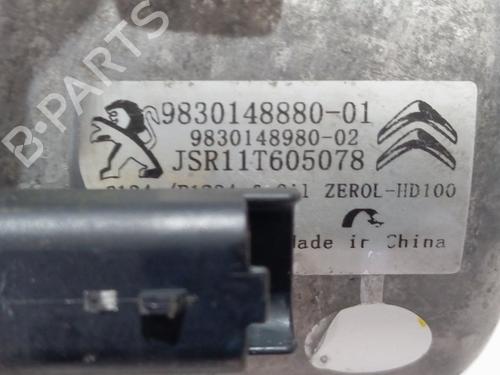 9830148880-01
9830148980-02
JSR11T605078
ZEROL-HD100
Made in China
B-PARTS